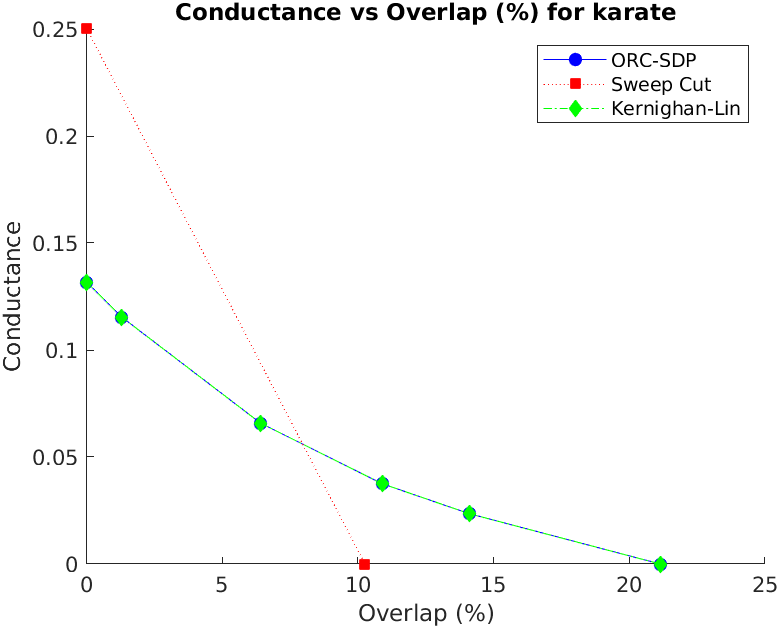 Conductance vs Overlap (%) for karate
ORC-SDP
Sweep Cut
Kernighan-Lin
0.25
0.2
0.15
0.1
0.05
0
Conductance
0 5 10 15 20 25
Overlap (%)